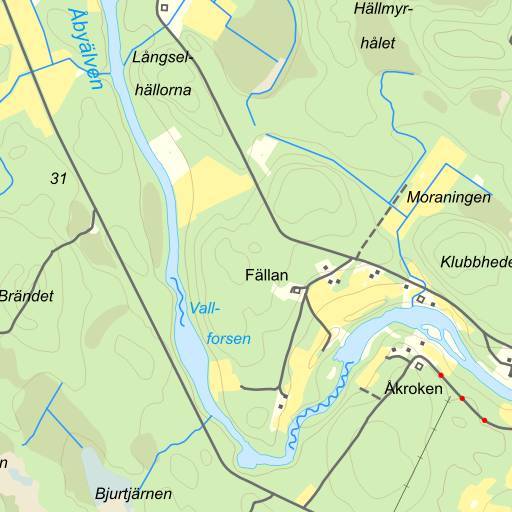 Åbyälven
Hällmyr-
hålet
Långsel-
hällorna
31
Moraningen
Klubbhede
Fällan
Brändet
Vall-
forsen
Åkroken
n
Bjurtjärnen